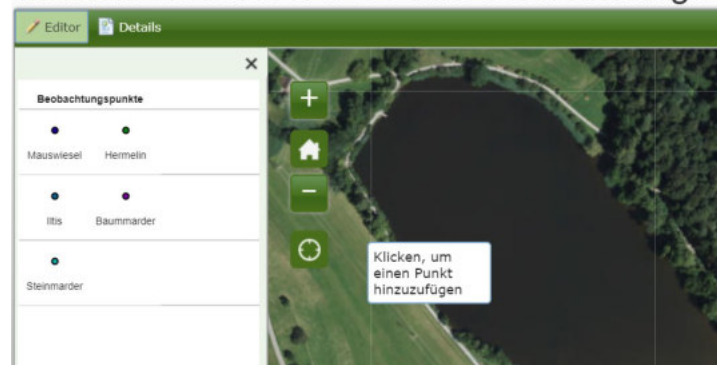 Editor Details
Beobachtungspunkte
Mauswiesel Hermelin
Iltis Baummarder
Steinmarder
Klicken, um
einen Punkt
hinzuzufügen